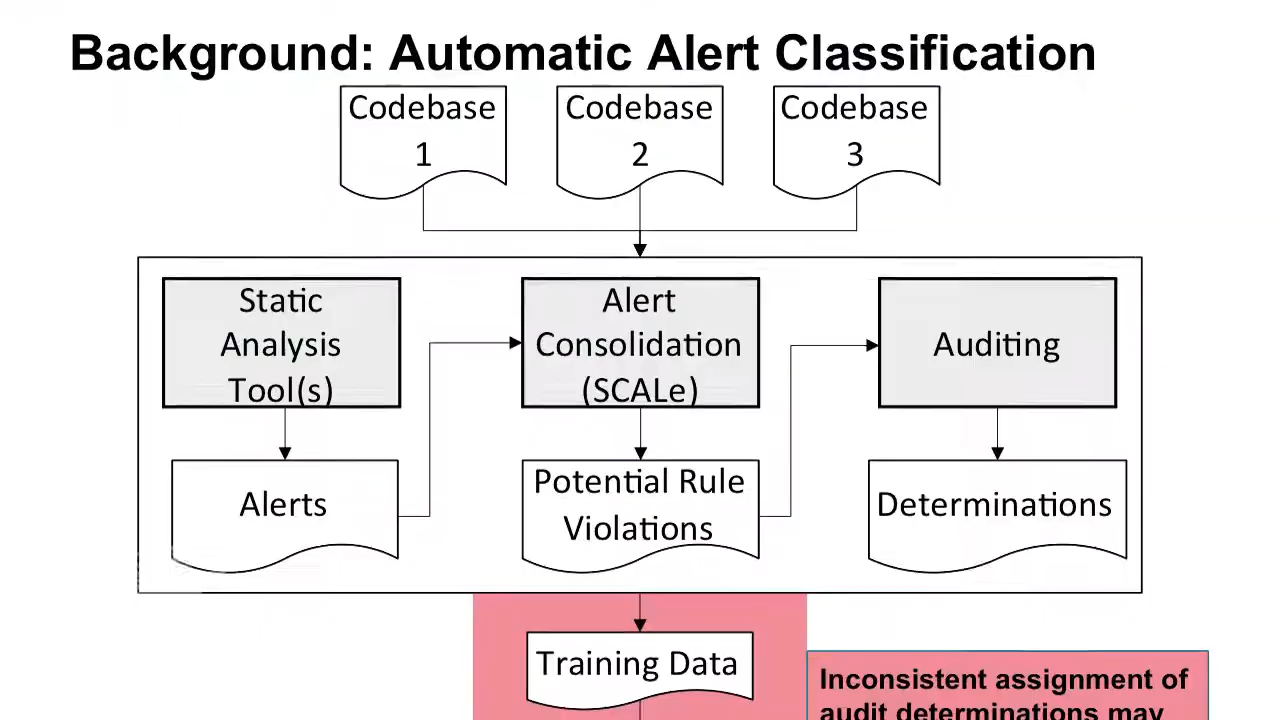 Background: Automatic Alert Classification
Codebase
1
Codebase
2
Codebase
3
Static
Analysis
Tool(s)
Alert
Consolidation
(SCALe)
Auditing
Alerts
Potential Rule
Violations
Determinations
Training Data
Inconsistent assignment of
audit determinations may